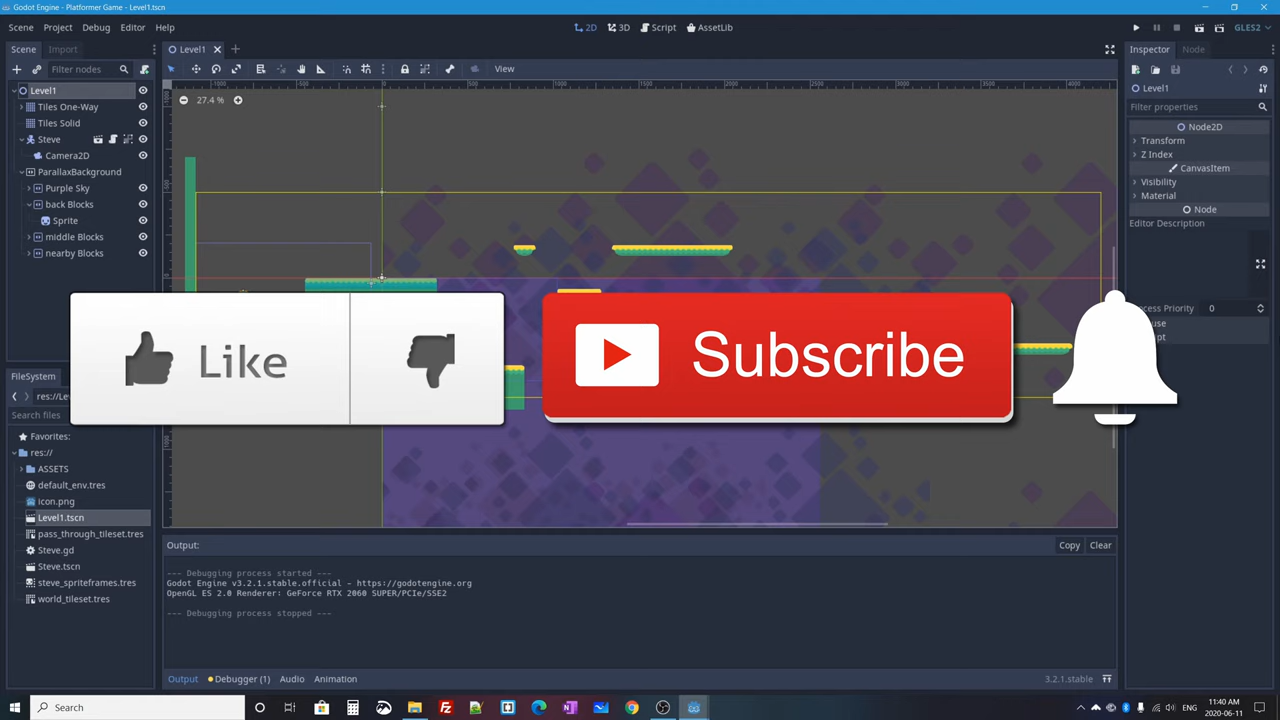 Godot Engine - Platformer Game - Level1.tscn
Scene Project Debug Editor Help
2D 3D Script AssetLib
GLES2
Scene Import
Level1
Inspector Node
Filter nodes
View
Level1
Level1
27.4 %
Filter properties
Tiles One-Way
Tiles Solid
Node2D
Steve
Transform
Camera2D
Z Index
ParallaxBackground
CanvasItem
Purple Sky
Visibility
back Blocks
Material
Sprite
Node
middle Blocks
Editor Description
nearby Blocks
Process Priority 0
Like
Subscribe
FileSystem
Search files
Favorites:
res://
ASSETS
default_env.tres
icon.png
Level1.tscn
pass_through_tileset.tres
Steve.gd
Steve.tscn
steve_spriteframes.tres
world_tileset.tres
Output:
Copy Clear
--- Debugging process started ---
Godot Engine v3.2.1.stable.official - https://godotengine.org
OpenGL ES 2.0 Renderer: GeForce RTX 2060 SUPER/PCIe/SSE2
--- Debugging process stopped ---
Output Debugger (1) Audio Animation
3.2.1.stable
Search
ENG
11:40 AM
2020-06-11